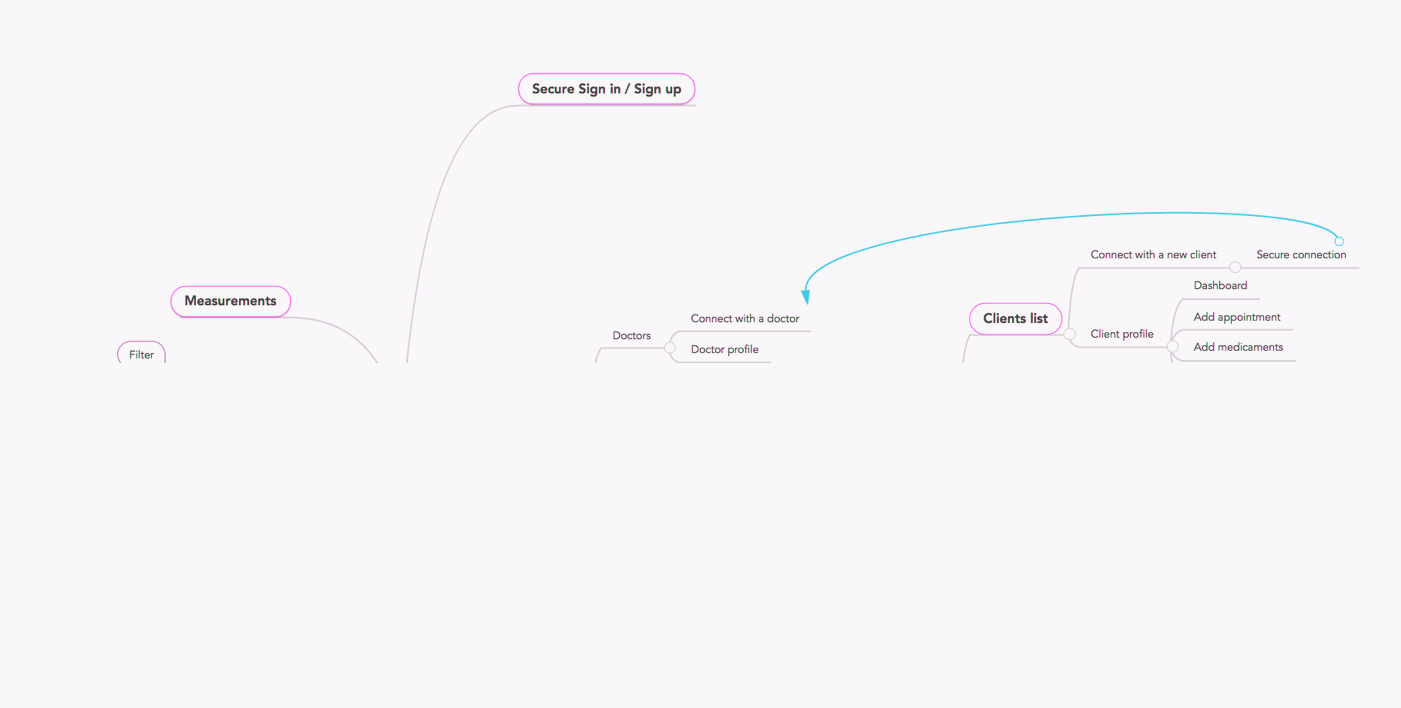 Secure Sign in / Sign up
Measurements
Filter
Doctors
Connect with a doctor
Doctor profile
Clients list
Connect with a new client
Secure connection
Client profile
Dashboard
Add appointment
Add medicaments